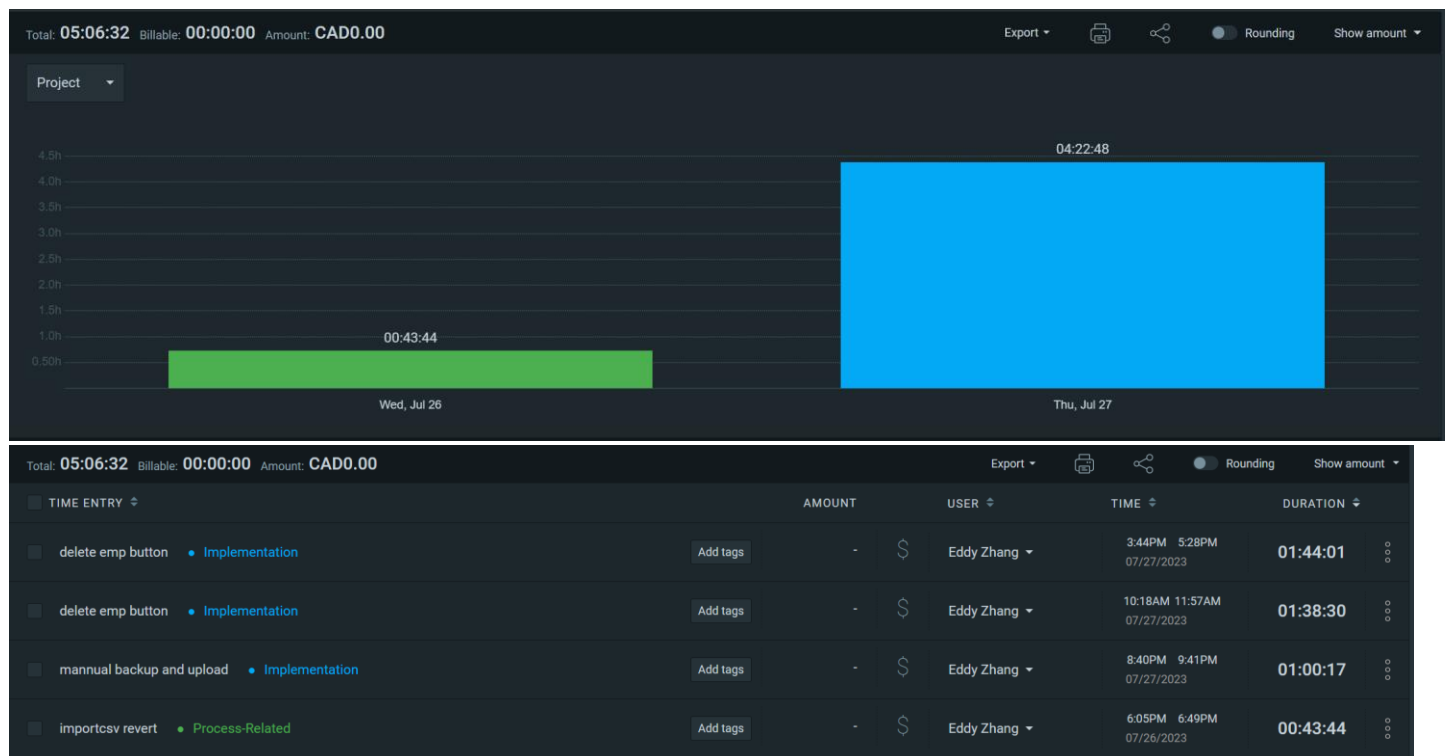 Total: 05:06:32 Billable: 00:00:00 Amount: CAD0.00 Export Rounding Show amount
Project
04:22:48
4.5h
4.0h
3.5h
3.0h
2.5h
2.0h
1.5h
00:43:44
1.0h
0.50h
Wed, Jul 26 Thu, Jul 27
Total: 05:06:32 Billable: 00:00:00 Amount: CAD0.00 Export Rounding Show amount
TIME ENTRY AMOUNT USER TIME DURATION
delete emp button • Implementation Add tags - $ Eddy Zhang 3:44PM 5:28PM 01:44:01
07/27/2023
delete emp button • Implementation Add tags - $ Eddy Zhang 10:18AM 11:57AM 01:38:30
07/27/2023
mannual backup and upload • Implementation Add tags - $ Eddy Zhang 8:40PM 9:41PM 01:00:17
07/27/2023
importcsv revert • Process-Related Add tags - $ Eddy Zhang 6:05PM 6:49PM 00:43:44
07/26/2023